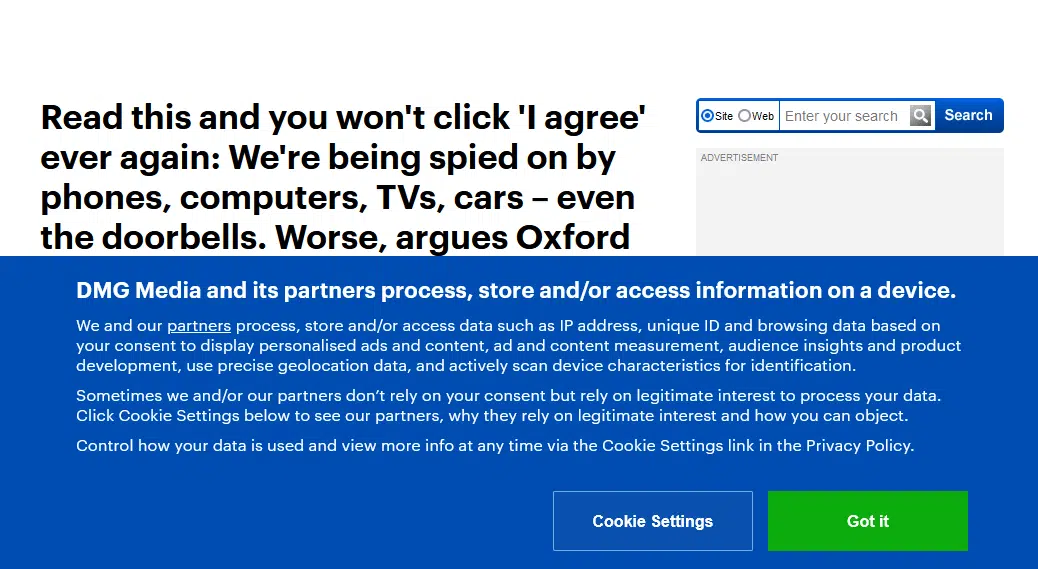 Read this and you won't click 'I agree'
ever again: We're being spied on by
phones, computers, TVs, cars – even
the doorbells. Worse, argues Oxford
Site Web Enter your search Search
ADVERTISEMENT
DMG Media and its partners process, store and/or access information on a device.
We and our partners process, store and/or access data such as IP address, unique ID and browsing data based on
your consent to display personalised ads and content, ad and content measurement, audience insights and product
development, use precise geolocation data, and actively scan device characteristics for identification.
Sometimes we and/or our partners don’t rely on your consent but rely on legitimate interest to process your data.
Click Cookie Settings below to see our partners, why they rely on legitimate interest and how you can object.
Control how your data is used and view more info at any time via the Cookie Settings link in the Privacy Policy.
Cookie Settings
Got it